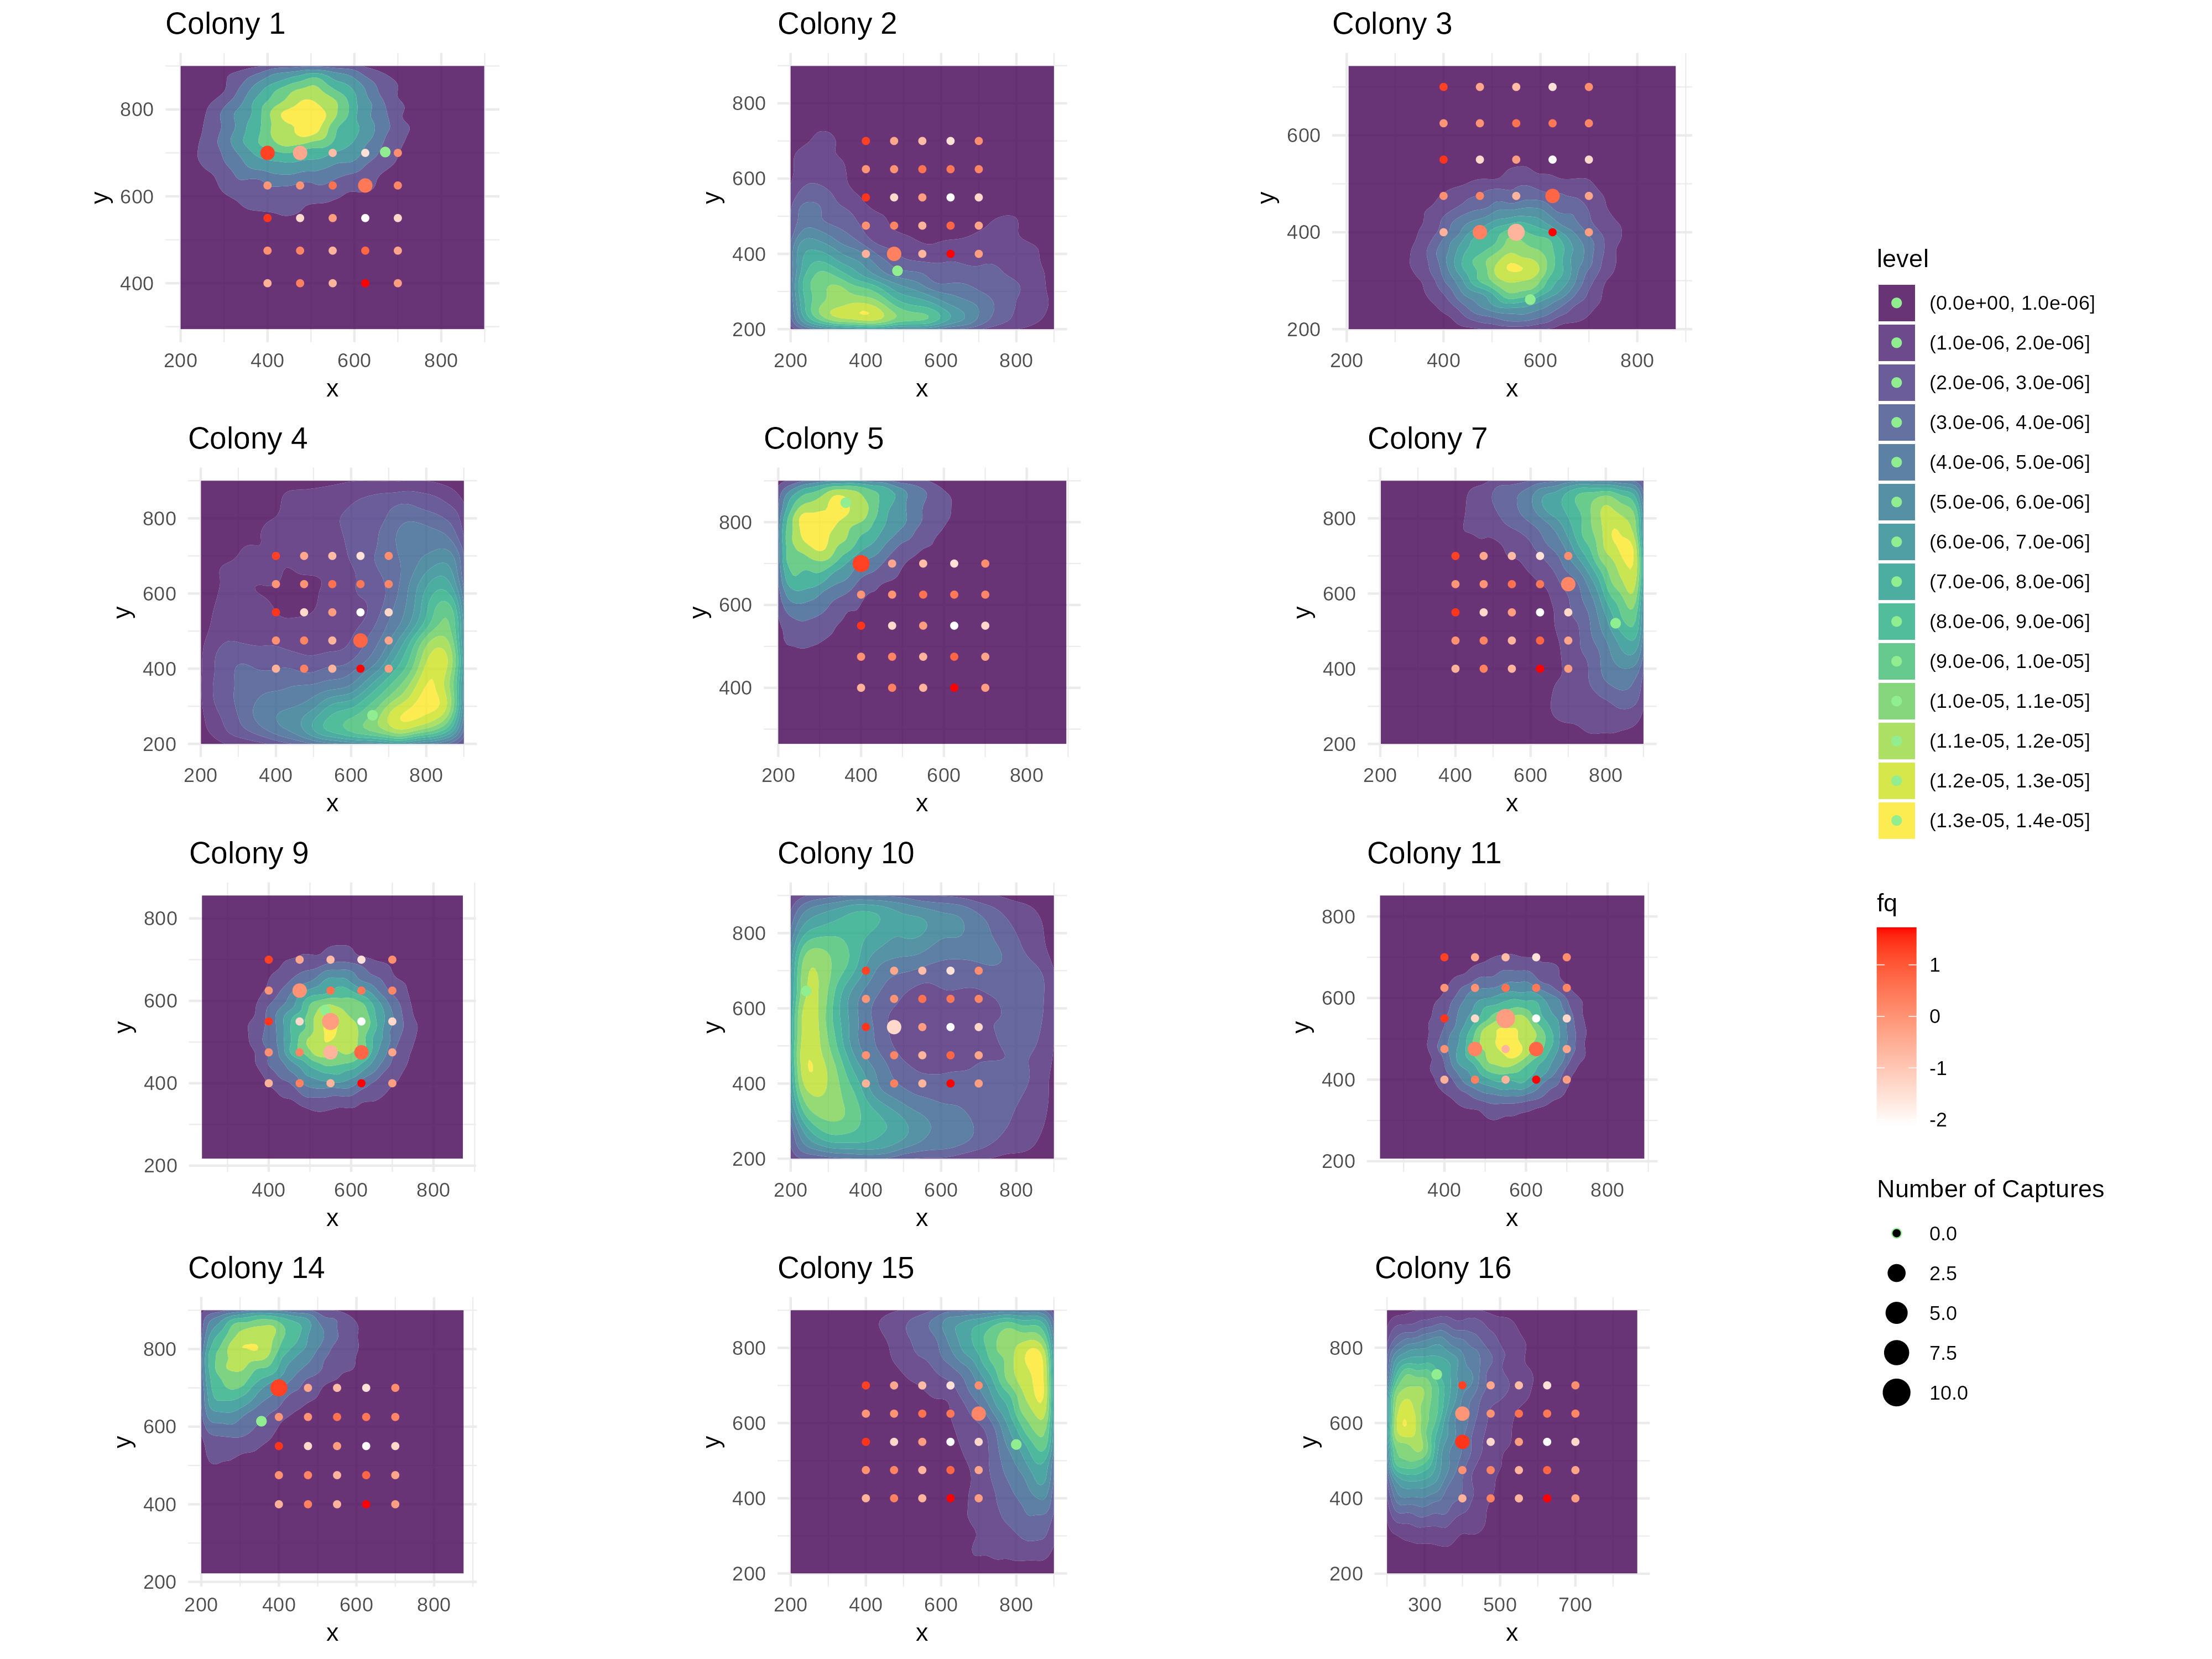 Colony 1
Colony 2
Colony 3
800
600
400
y
200 400 600 800
x
800
600
400
200
y
200 400 600 800
x
600
400
200
y
200 400 600 800
x
Colony 4
Colony 5
Colony 7
800
600
400
200
y
200 400 600 800
x
800
600
400
y
200 400 600 800
x
800
600
400
200
y
200 400 600 800
x
Colony 9
Colony 10
Colony 11
800
600
400
200
y
400 600 800
x
800
600
400
200
y
200 400 600 800
x
800
600
400
200
y
400 600 800
x
Colony 14
Colony 15
Colony 16
800
600
400
200
y
200 400 600 800
x
800
600
400
200
y
200 400 600 800
x
800
600
400
200
y
300 500 700
x
level
(0.0e+00, 1.0e-06]
(1.0e-06, 2.0e-06]
(2.0e-06, 3.0e-06]
(3.0e-06, 4.0e-06]
(4.0e-06, 5.0e-06]
(5.0e-06, 6.0e-06]
(6.0e-06, 7.0e-06]
(7.0e-06, 8.0e-06]
(8.0e-06, 9.0e-06]
(9.0e-06, 1.0e-05]
(1.0e-05, 1.1e-05]
(1.1e-05, 1.2e-05]
(1.2e-05, 1.3e-05]
(1.3e-05, 1.4e-05]
fq
1
0
-1
-2
Number of Captures
0.0
2.5
5.0
7.5
10.0